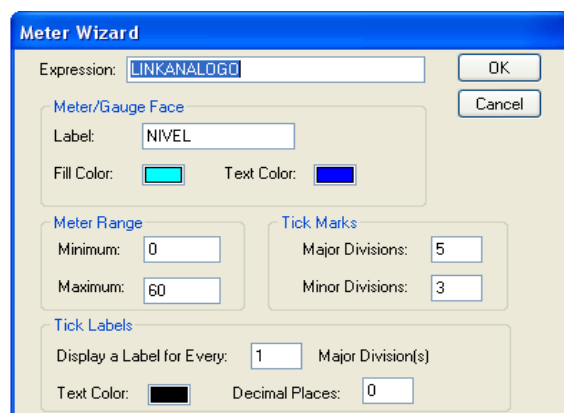 Meter Wizard
Expression: LINKANALOGO OK
Meter/Gauge Face Cancel
Label: NIVEL
Fill Color: Text Color:
Meter Range Tick Marks
Minimum: 0 Major Divisions: 5
Maximum: 60 Minor Divisions: 3
Tick Labels
Display a Label for Every: 1 Major Division(s)
Text Color: Decimal Places: 0